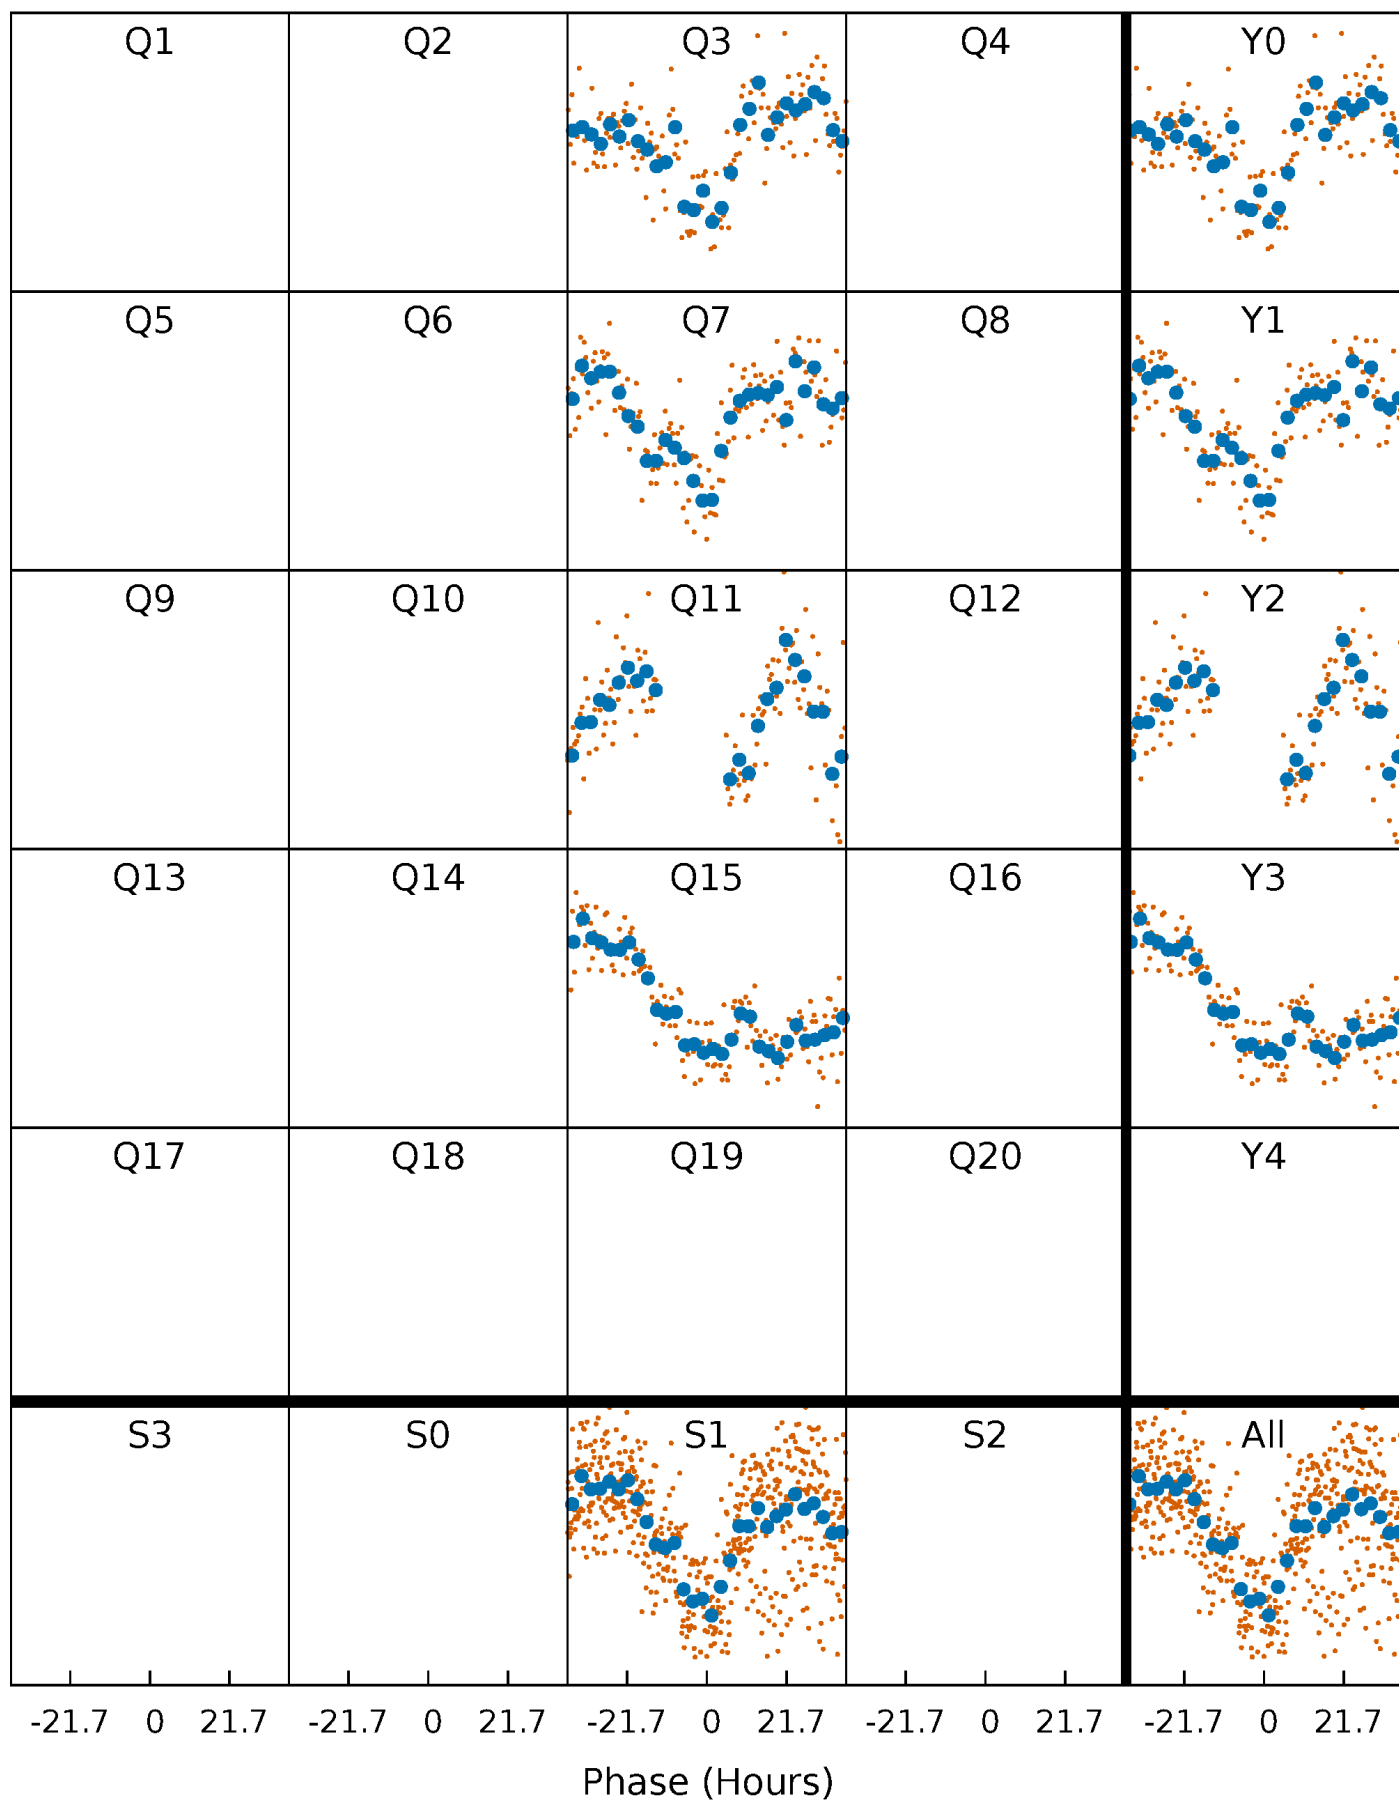 Q1 Q2 Q3 Q4 Y0
Q5 Q6 Q7 Q8 Y1
Q9 Q10 Q11 Q12 Y2
Q13 Q14 Q15 Q16 Y3
Q17 Q18 Q19 Q20 Y4
S3 S0 S1 S2 All
-21.7 0 21.7 -21.7 0 21.7 -21.7 0 21.7 -21.7 0 21.7 -21.7 0 21.7
Phase (Hours)